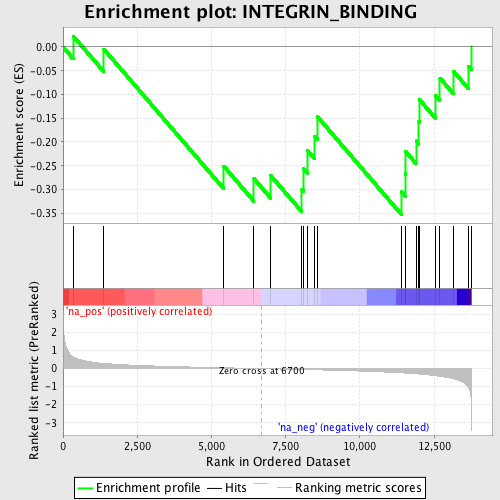 Enrichment plot: INTEGRIN_BINDING
Enrichment score (ES)
0.00
-0.05
-0.10
-0.15
-0.20
-0.25
-0.30
-0.35
'na_pos' (positively correlated)
Ranked list metric (PreRanked)
3
2
1
0
-1
-2
-3
Zero cross at 6700
'na_neg' (negatively correlated)
0
2,500
5,000
7,500
10,000
12,500
Rank in Ordered Dataset
Enrichment profile
Hits
Ranking metric scores